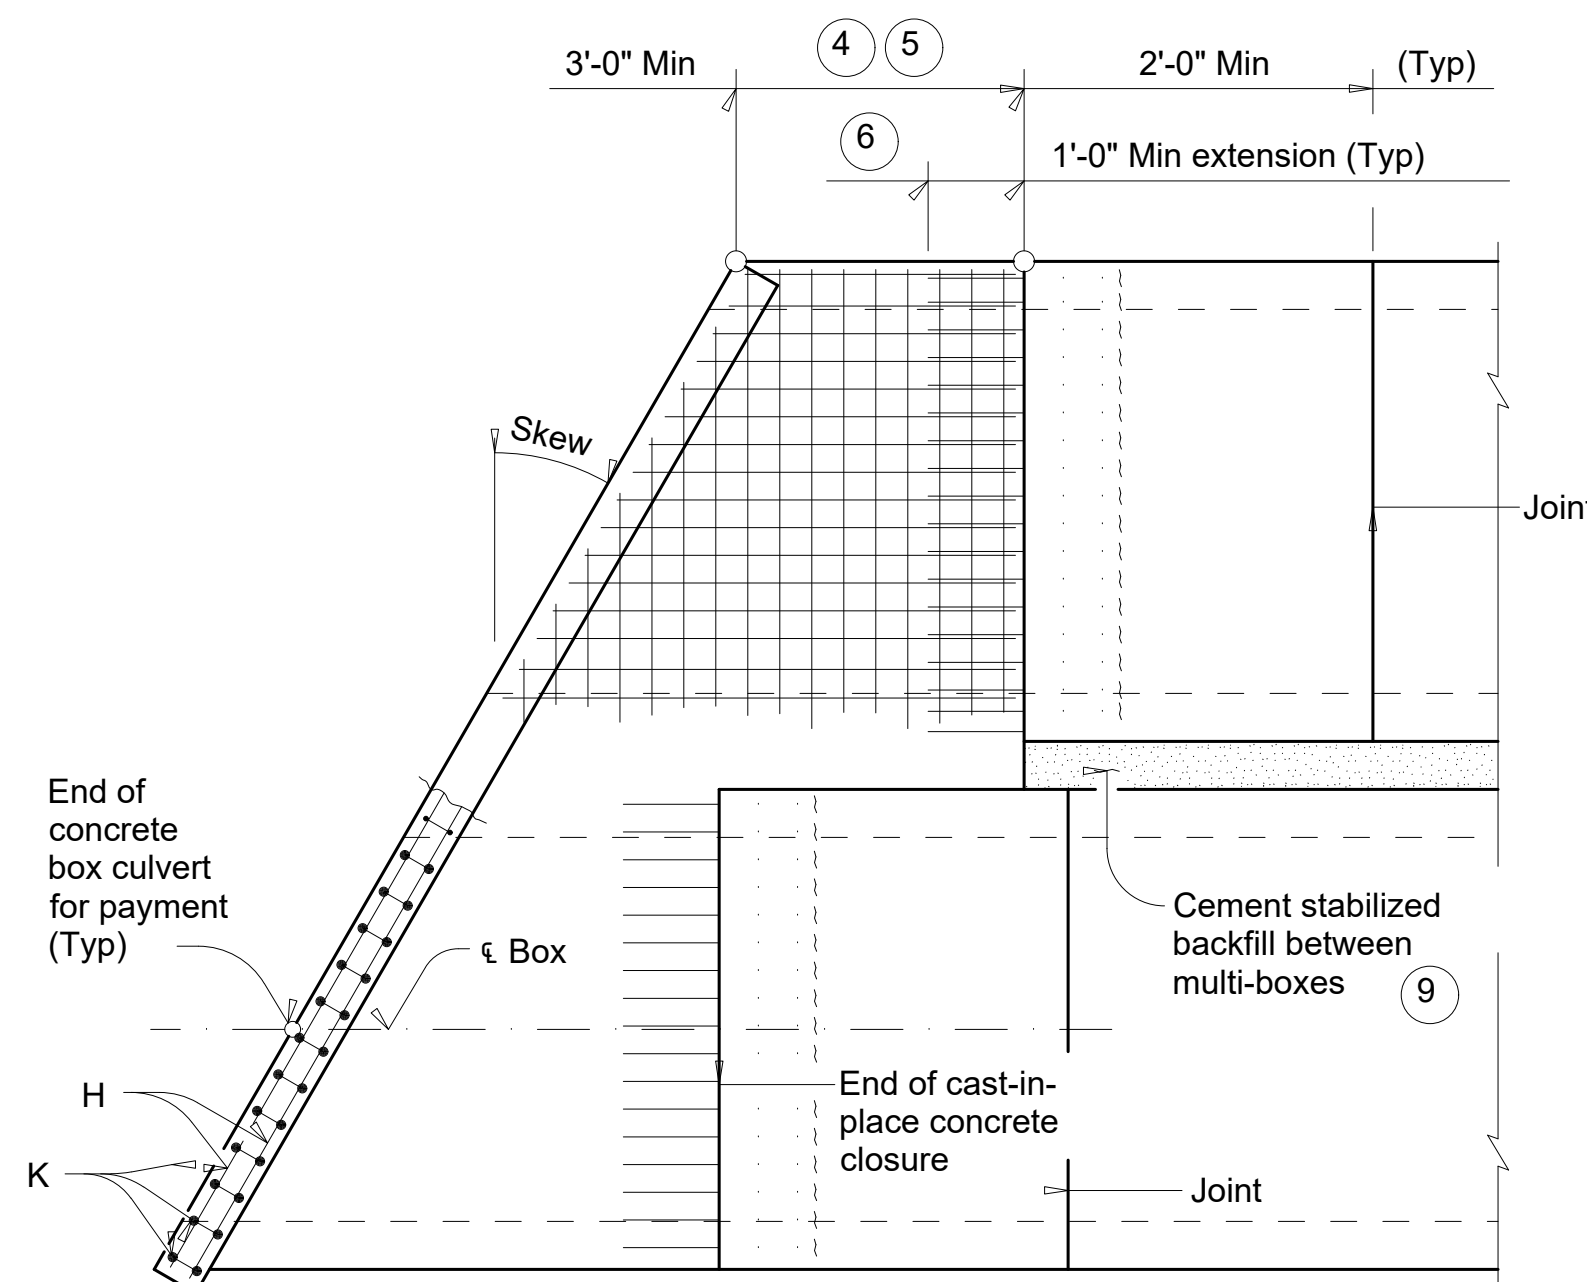 4 5
3'-0" Min
2'-0" Min (Typ)
6
1'-0" Min extension (Typ)
Skew
Joint
End of
concrete
box culvert
for payment
(Typ)
℄ Box
Cement stabilized
backfill between
multi-boxes
9
H
End of cast-in-
place concrete
closure
K
Joint